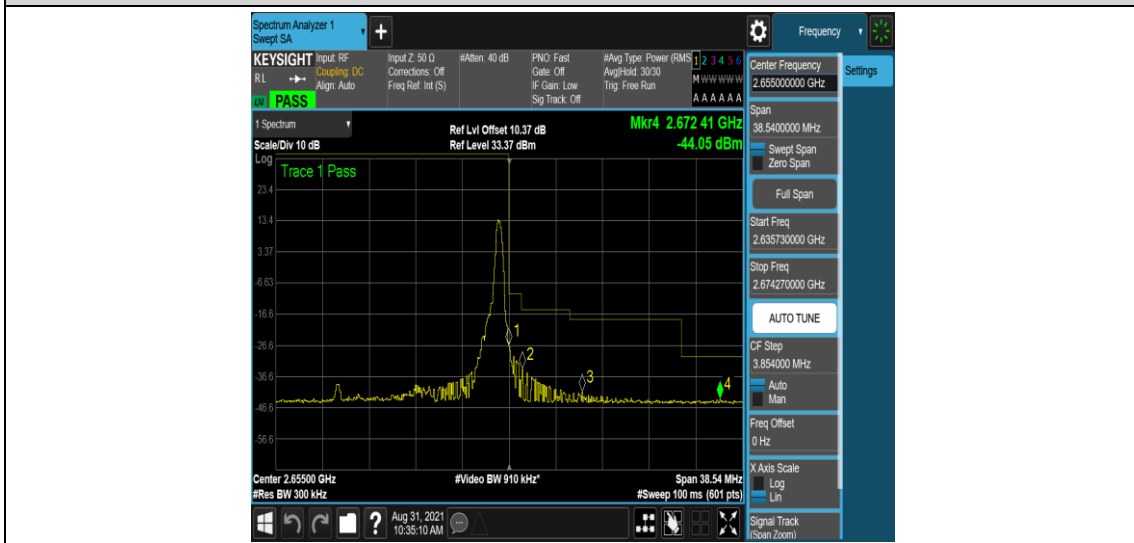 Spectrum Analyzer 1
Swept SA
+
Frequency
KEYSIGHT
RL
LXI
PASS
Input: RF
Coupling: DC
Align: Auto
Input Z: 50 Ω
Corrections: Off
Freq Ref: Int (S)
#Atten: 40 dB
PNO: Fast
Gate: Off
IF Gain: Low
Sig Track: Off
#Avg Type: Power (RMS
Avg|Hold: 30/30
Trig: Free Run
1 2 3 4 5 6
M W W W W W
A A A A A A
1 Spectrum
Scale/Div 10 dB
Ref Lvl Offset 10.37 dB
Ref Level 33.37 dBm
Mkr4 2.672 41 GHz
-44.05 dBm
Log
Trace 1 Pass
23.4
13.4
3.37
-6.63
-16.6
-26.6
-36.6
-46.6
-56.6
1
2
3
4
Center 2.65500 GHz
#Res BW 300 kHz
#Video BW 910 kHz*
Span 38.54 MHz
#Sweep 100 ms (601 pts)
Center Frequency
2.655000000 GHz
Settings
Span
38.5400000 MHz
Swept Span
Zero Span
Full Span
Start Freq
2.635730000 GHz
Stop Freq
2.674270000 GHz
AUTO TUNE
CF Step
3.854000 MHz
Auto
Man
Freq Offset
0 Hz
X Axis Scale
Log
Lin
Signal Track
(Span Zoom)
?
Aug 31, 2021
10:35:10 AM